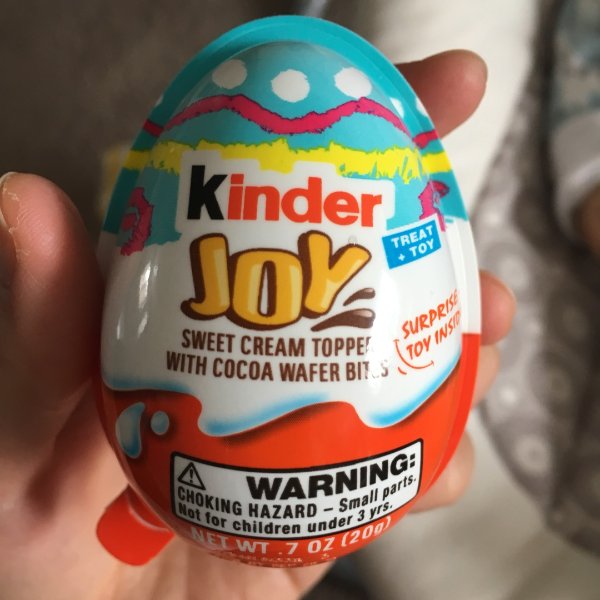 Kinder
JOY
TREAT
+ TOY
SWEET CREAM TOPPED
WITH COCOA WAFER BITES
SURPRISE
TOY INSIDE
WARNING:
CHOKING HAZARD – Small parts.
Not for children under 3 yrs.
NET WT .7 OZ (20g)